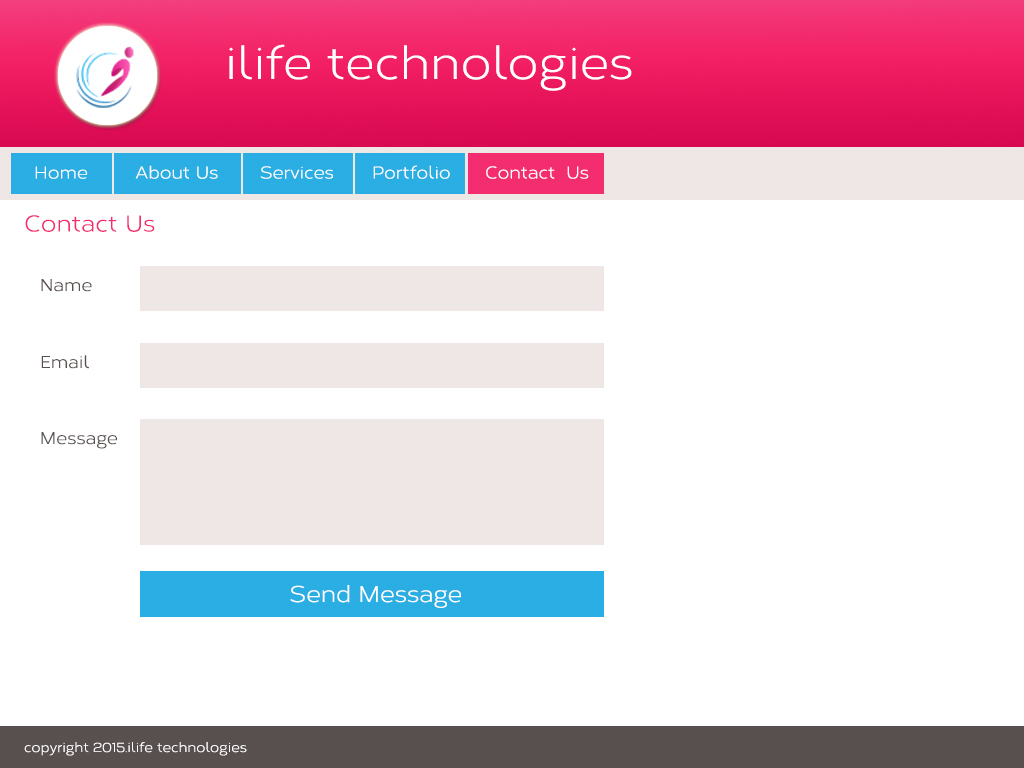 ilife technologies
Home About Us Services Portfolio Contact Us
Contact Us
Name
Email
Message
Send Message
copyright 2015.ilife technologies